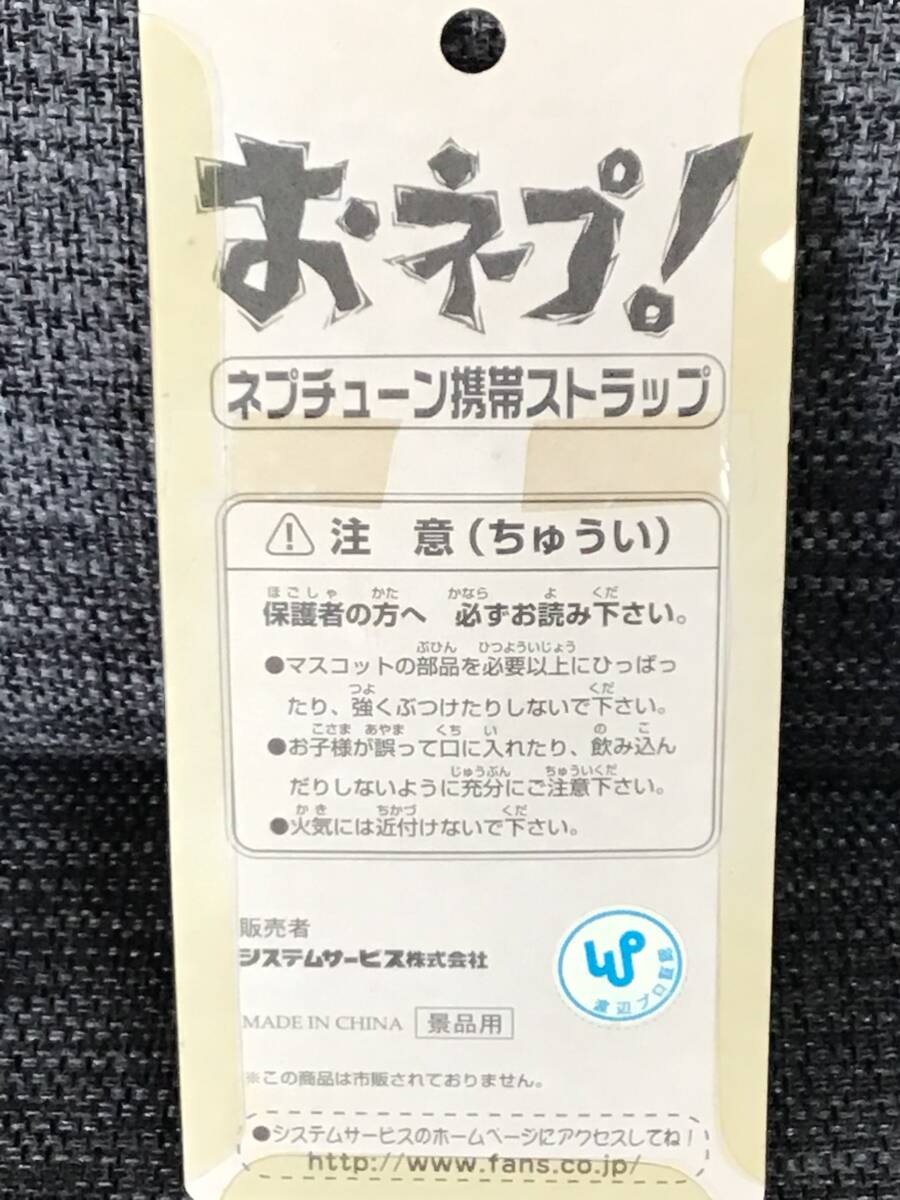 おネプ!
ネプチューン携帯ストラップ
注 意(ちゅうい)
ほごしゃ かた かなら よ くだ
保護者の方へ 必ずお読み下さい。
ぶひん ひつよういじょう
●マスコットの部品を必要以上にひっぱっ
つよ くだ
たり、強くぶつけたりしないで下さい。
こさま あやま くち い の こ
●お子様が誤って口に入れたり、飲み込ん
じゅうぶん ちゅういくだ
だりしないように充分にご注意下さい。
かき ちかづ くだ
●火気には近付けないで下さい。
販売者
システムサービス株式会社
WP
渡辺プロ証認
MADE IN CHINA 景品用
※この商品は市販されておりません。
●システムサービスのホームページにアクセスしてね!
http://www.fans.co.jp/